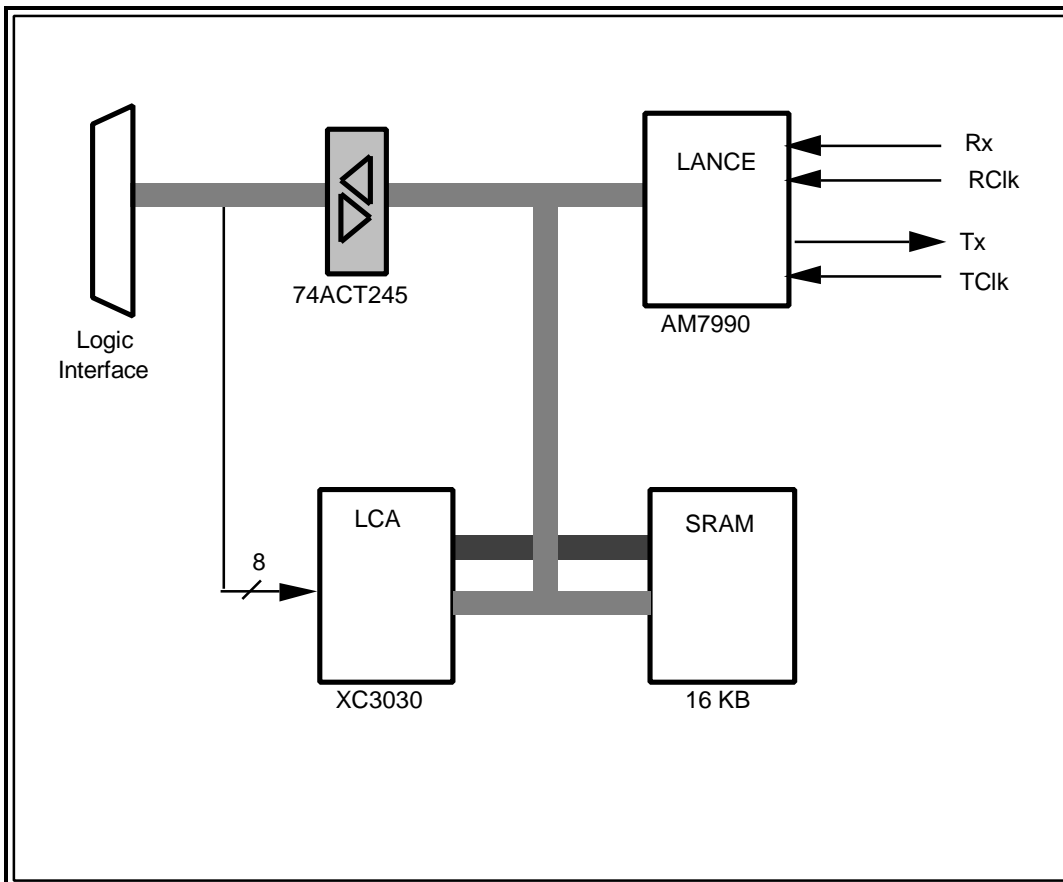 LANCE
Rx
RClk
Tx
TClk
74ACT245
AM7990
Logic
Interface
LCA
SRAM
8
XC3030
16 KB